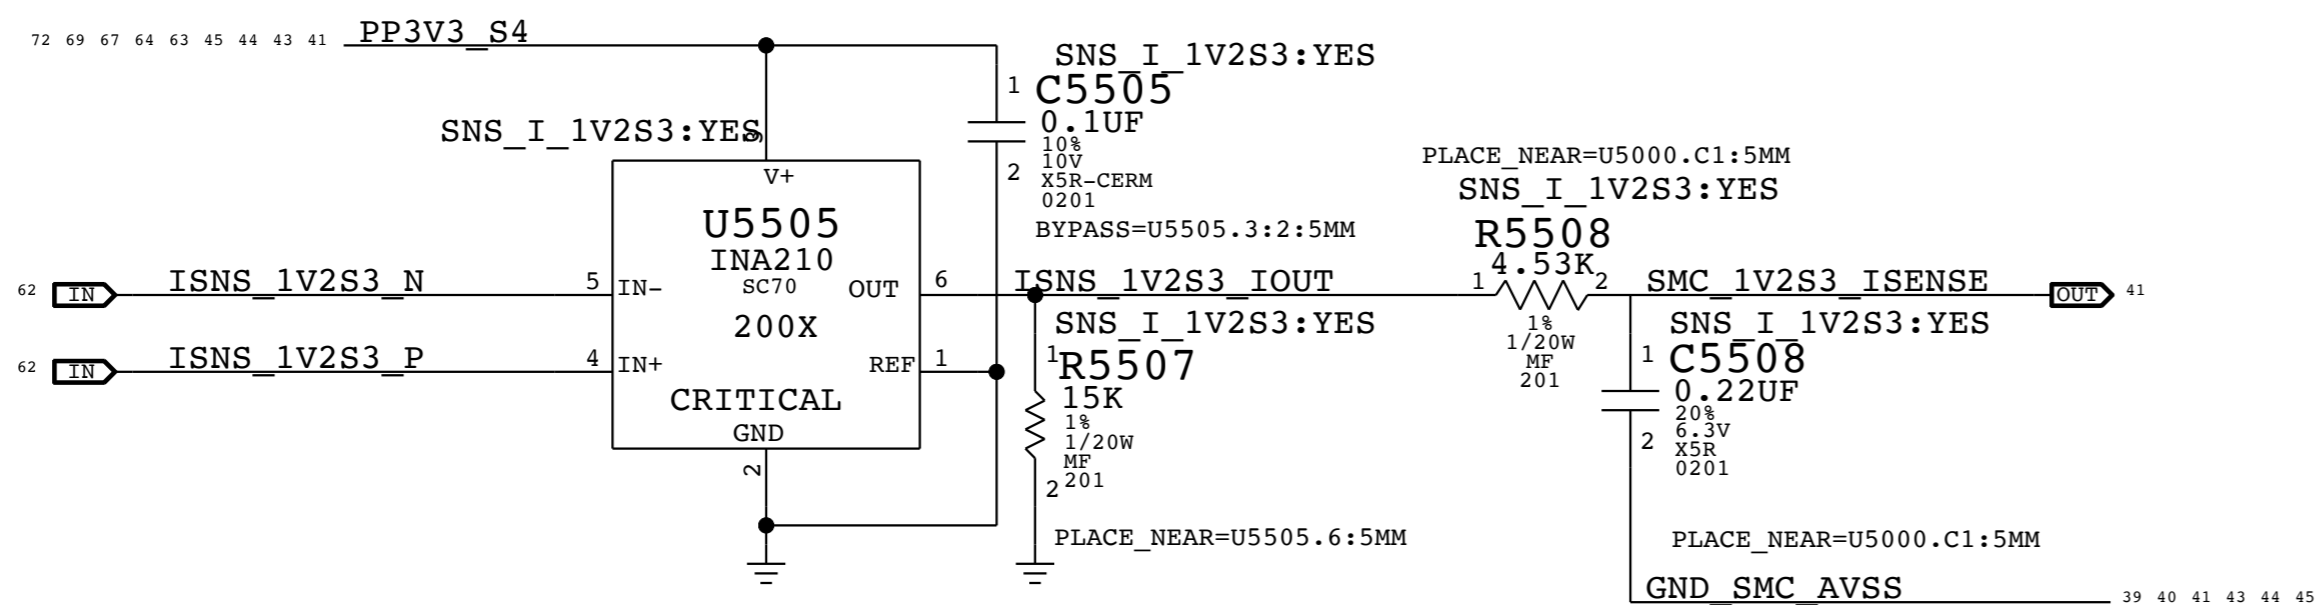 72 69 67 64 63 45 44 43 41 PP3V3_S4
SNS_I_1V2S3:YES
1 C5505
0.1UF
10%
10V
2 X5R-CERM
0201
BYPASS=U5505.3:2:5MM
SNS_I_1V2S3:YES
3
V+
U5505
INA210
SC70
200X
CRITICAL
GND
2
62 IN ISNS_1V2S3_N 5 IN-
62 IN ISNS_1V2S3_P 4 IN+
OUT 6 ISNS_1V2S3_IOUT
REF 1
SNS_I_1V2S3:YES
1 R5507
15K
1%
1/20W
MF
2 201
PLACE_NEAR=U5505.6:5MM
PLACE_NEAR=U5000.C1:5MM
SNS_I_1V2S3:YES
R5508
4.53K
1 2
1%
1/20W
MF
201
SMC_1V2S3_ISENSE OUT 41
SNS_I_1V2S3:YES
1 C5508
0.22UF
20%
6.3V
2 X5R
0201
PLACE_NEAR=U5000.C1:5MM
GND_SMC_AVSS 39 40 41 43 44 45